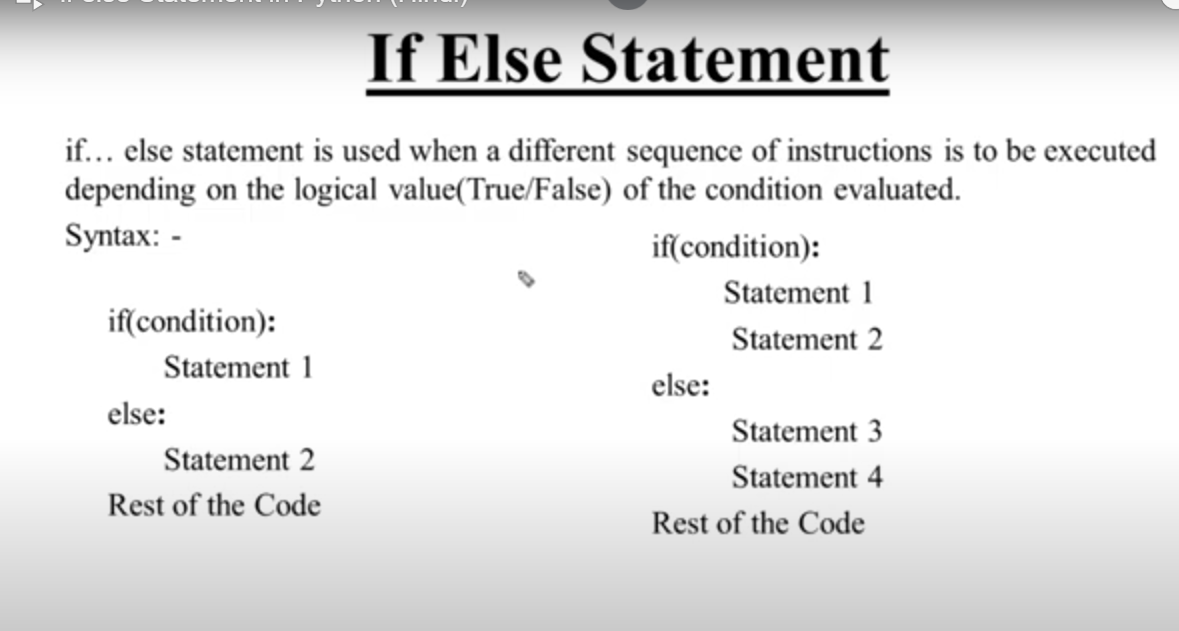 If Else Statement
if... else statement is used when a different sequence of instructions is to be executed
depending on the logical value(True/False) of the condition evaluated.
Syntax: -
if(condition):
Statement 1
else:
Statement 2
Rest of the Code
if(condition):
Statement 1
Statement 2
else:
Statement 3
Statement 4
Rest of the Code